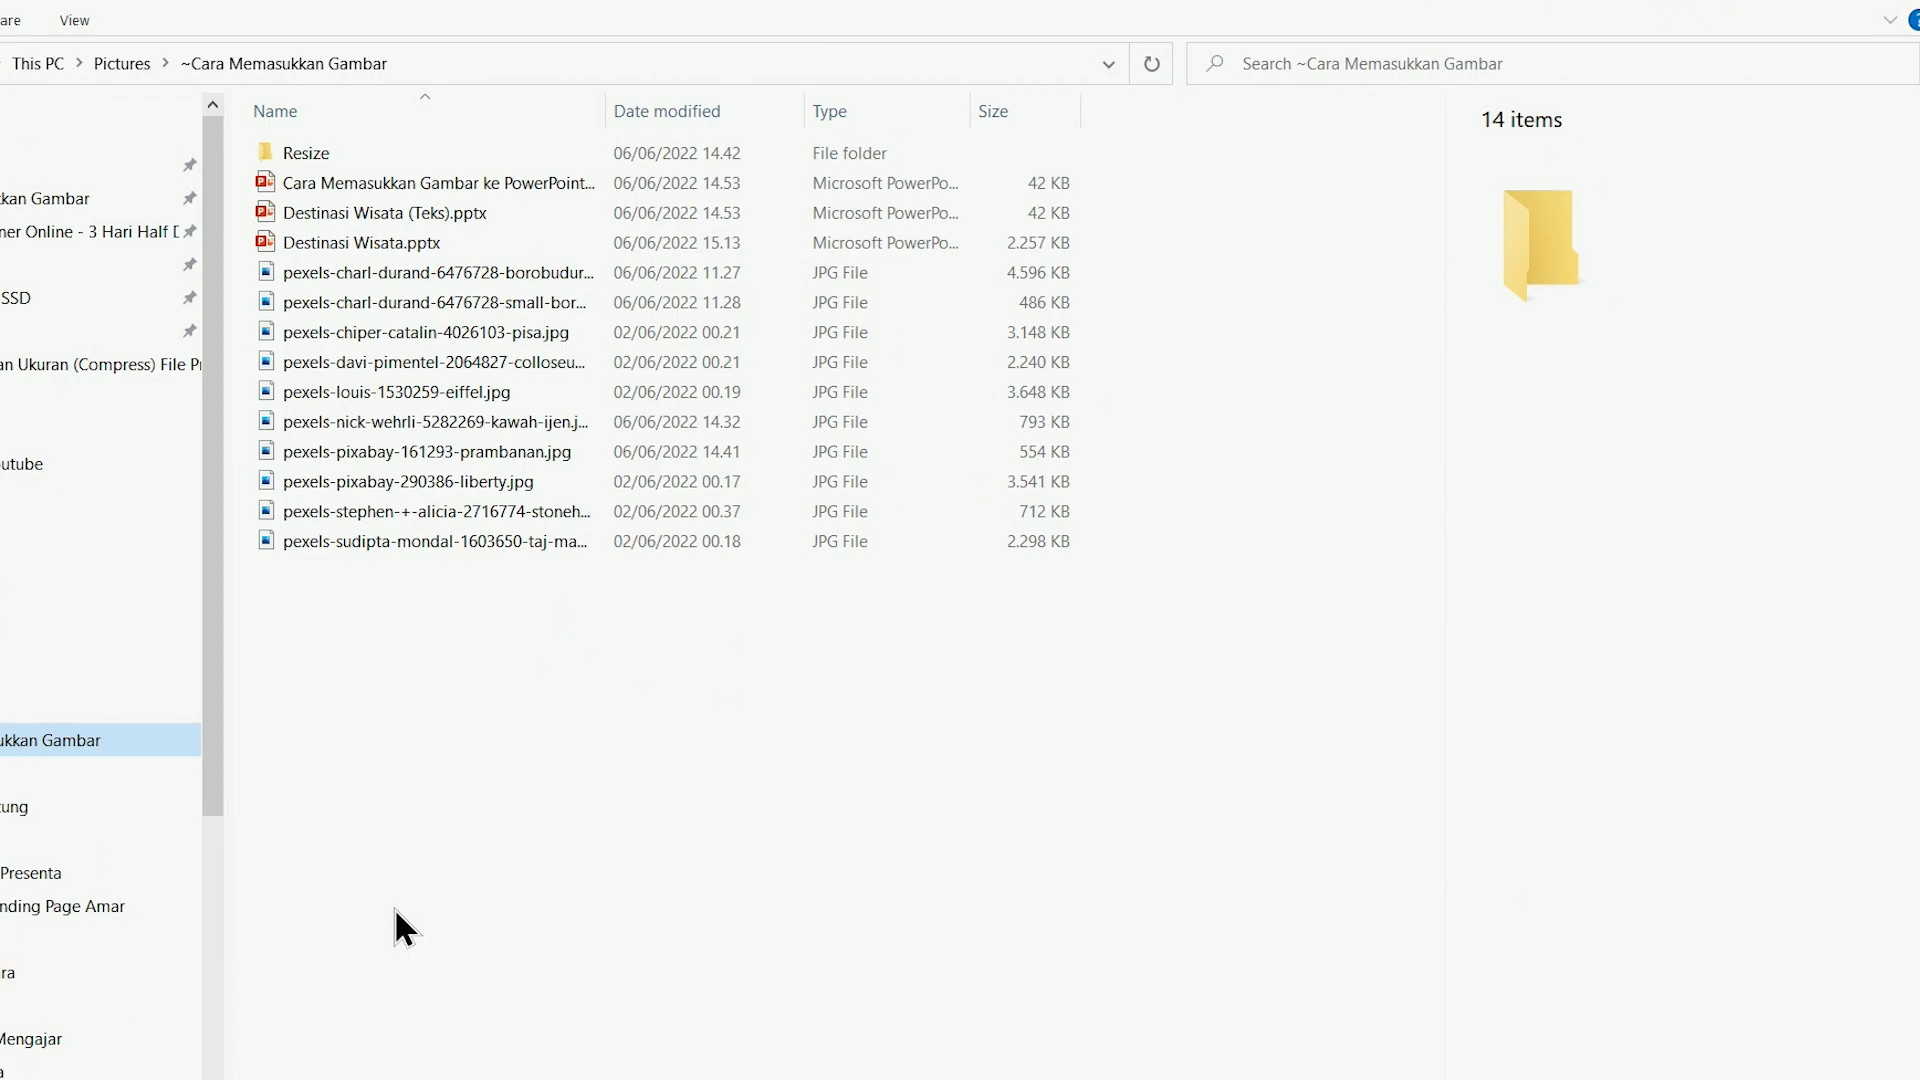 are View
This PC > Pictures > ~Cara Memasukkan Gambar
Search ~Cara Memasukkan Gambar
Name Date modified Type Size
14 items
Resize 06/06/2022 14.42 File folder
Cara Memasukkan Gambar ke PowerPoint... 06/06/2022 14.53 Microsoft PowerPo... 42 KB
Destinasi Wisata (Teks).pptx 06/06/2022 14.53 Microsoft PowerPo... 42 KB
Destinasi Wisata.pptx 06/06/2022 15.13 Microsoft PowerPo... 2.257 KB
pexels-charl-durand-6476728-borobudur... 06/06/2022 11.27 JPG File 4.596 KB
pexels-charl-durand-6476728-small-bor... 06/06/2022 11.28 JPG File 486 KB
pexels-chiper-catalin-4026103-pisa.jpg 02/06/2022 00.21 JPG File 3.148 KB
pexels-davi-pimentel-2064827-colloseu... 02/06/2022 00.21 JPG File 2.240 KB
pexels-louis-1530259-eiffel.jpg 02/06/2022 00.19 JPG File 3.648 KB
pexels-nick-wehrli-5282269-kawah-ijen.j... 06/06/2022 14.32 JPG File 793 KB
pexels-pixabay-161293-prambanan.jpg 06/06/2022 14.41 JPG File 554 KB
pexels-pixabay-290386-liberty.jpg 02/06/2022 00.17 JPG File 3.541 KB
pexels-stephen-+-alicia-2716774-stoneh... 02/06/2022 00.37 JPG File 712 KB
pexels-sudipta-mondal-1603650-taj-ma... 02/06/2022 00.18 JPG File 2.298 KB
kan Gambar
ner Online - 3 Hari Half D
SSD
an Ukuran (Compress) File P
outube
ukkan Gambar
tung
Presenta
nding Page Amar
ra
Mengajar
a